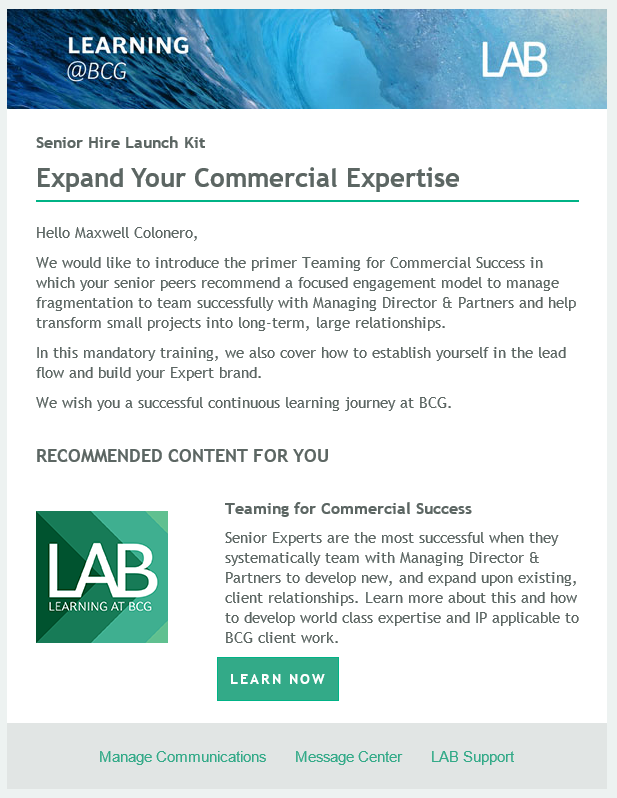 LEARNING
@BCG
LAB
Senior Hire Launch Kit
Expand Your Commercial Expertise
Hello Maxwell Colonero,
We would like to introduce the primer Teaming for Commercial Success in
which your senior peers recommend a focused engagement model to manage
fragmentation to team successfully with Managing Director & Partners and help
transform small projects into long-term, large relationships.
In this mandatory training, we also cover how to establish yourself in the lead
flow and build your Expert brand.
We wish you a successful continuous learning journey at BCG.
RECOMMENDED CONTENT FOR YOU
LAB
LEARNING AT BCG
Teaming for Commercial Success
Senior Experts are the most successful when they
systematically team with Managing Director &
Partners to develop new, and expand upon existing,
client relationships. Learn more about this and how
to develop world class expertise and IP applicable to
BCG client work.
LEARN NOW
Manage Communications Message Center LAB Support